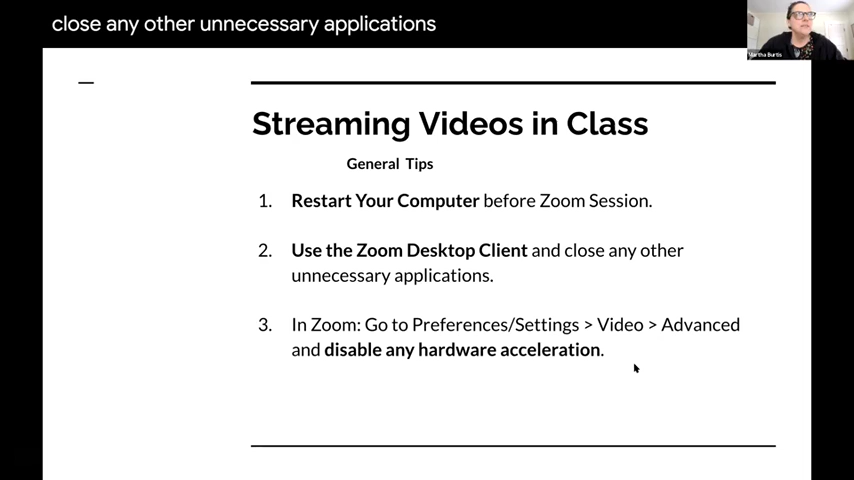 close any other unnecessary applications
Martha Burtis
Streaming Videos in Class
General Tips
1. Restart Your Computer before Zoom Session.
2. Use the Zoom Desktop Client and close any other
unnecessary applications.
3. In Zoom: Go to Preferences/Settings > Video > Advanced
and disable any hardware acceleration.